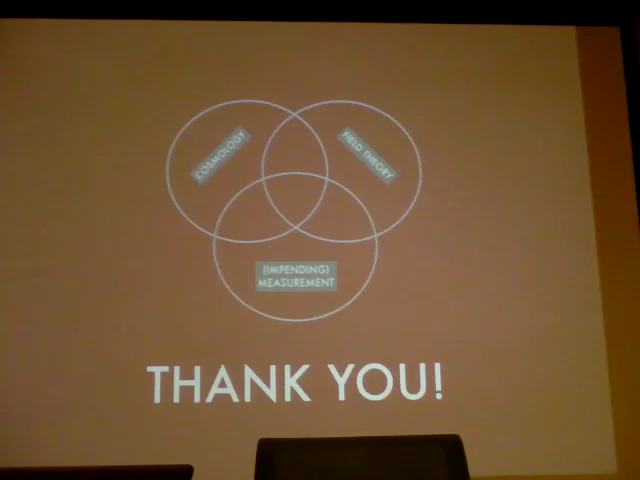 COSMOLOGY
FIELD THEORY
(IMPENDING)
MEASUREMENT
THANK YOU!